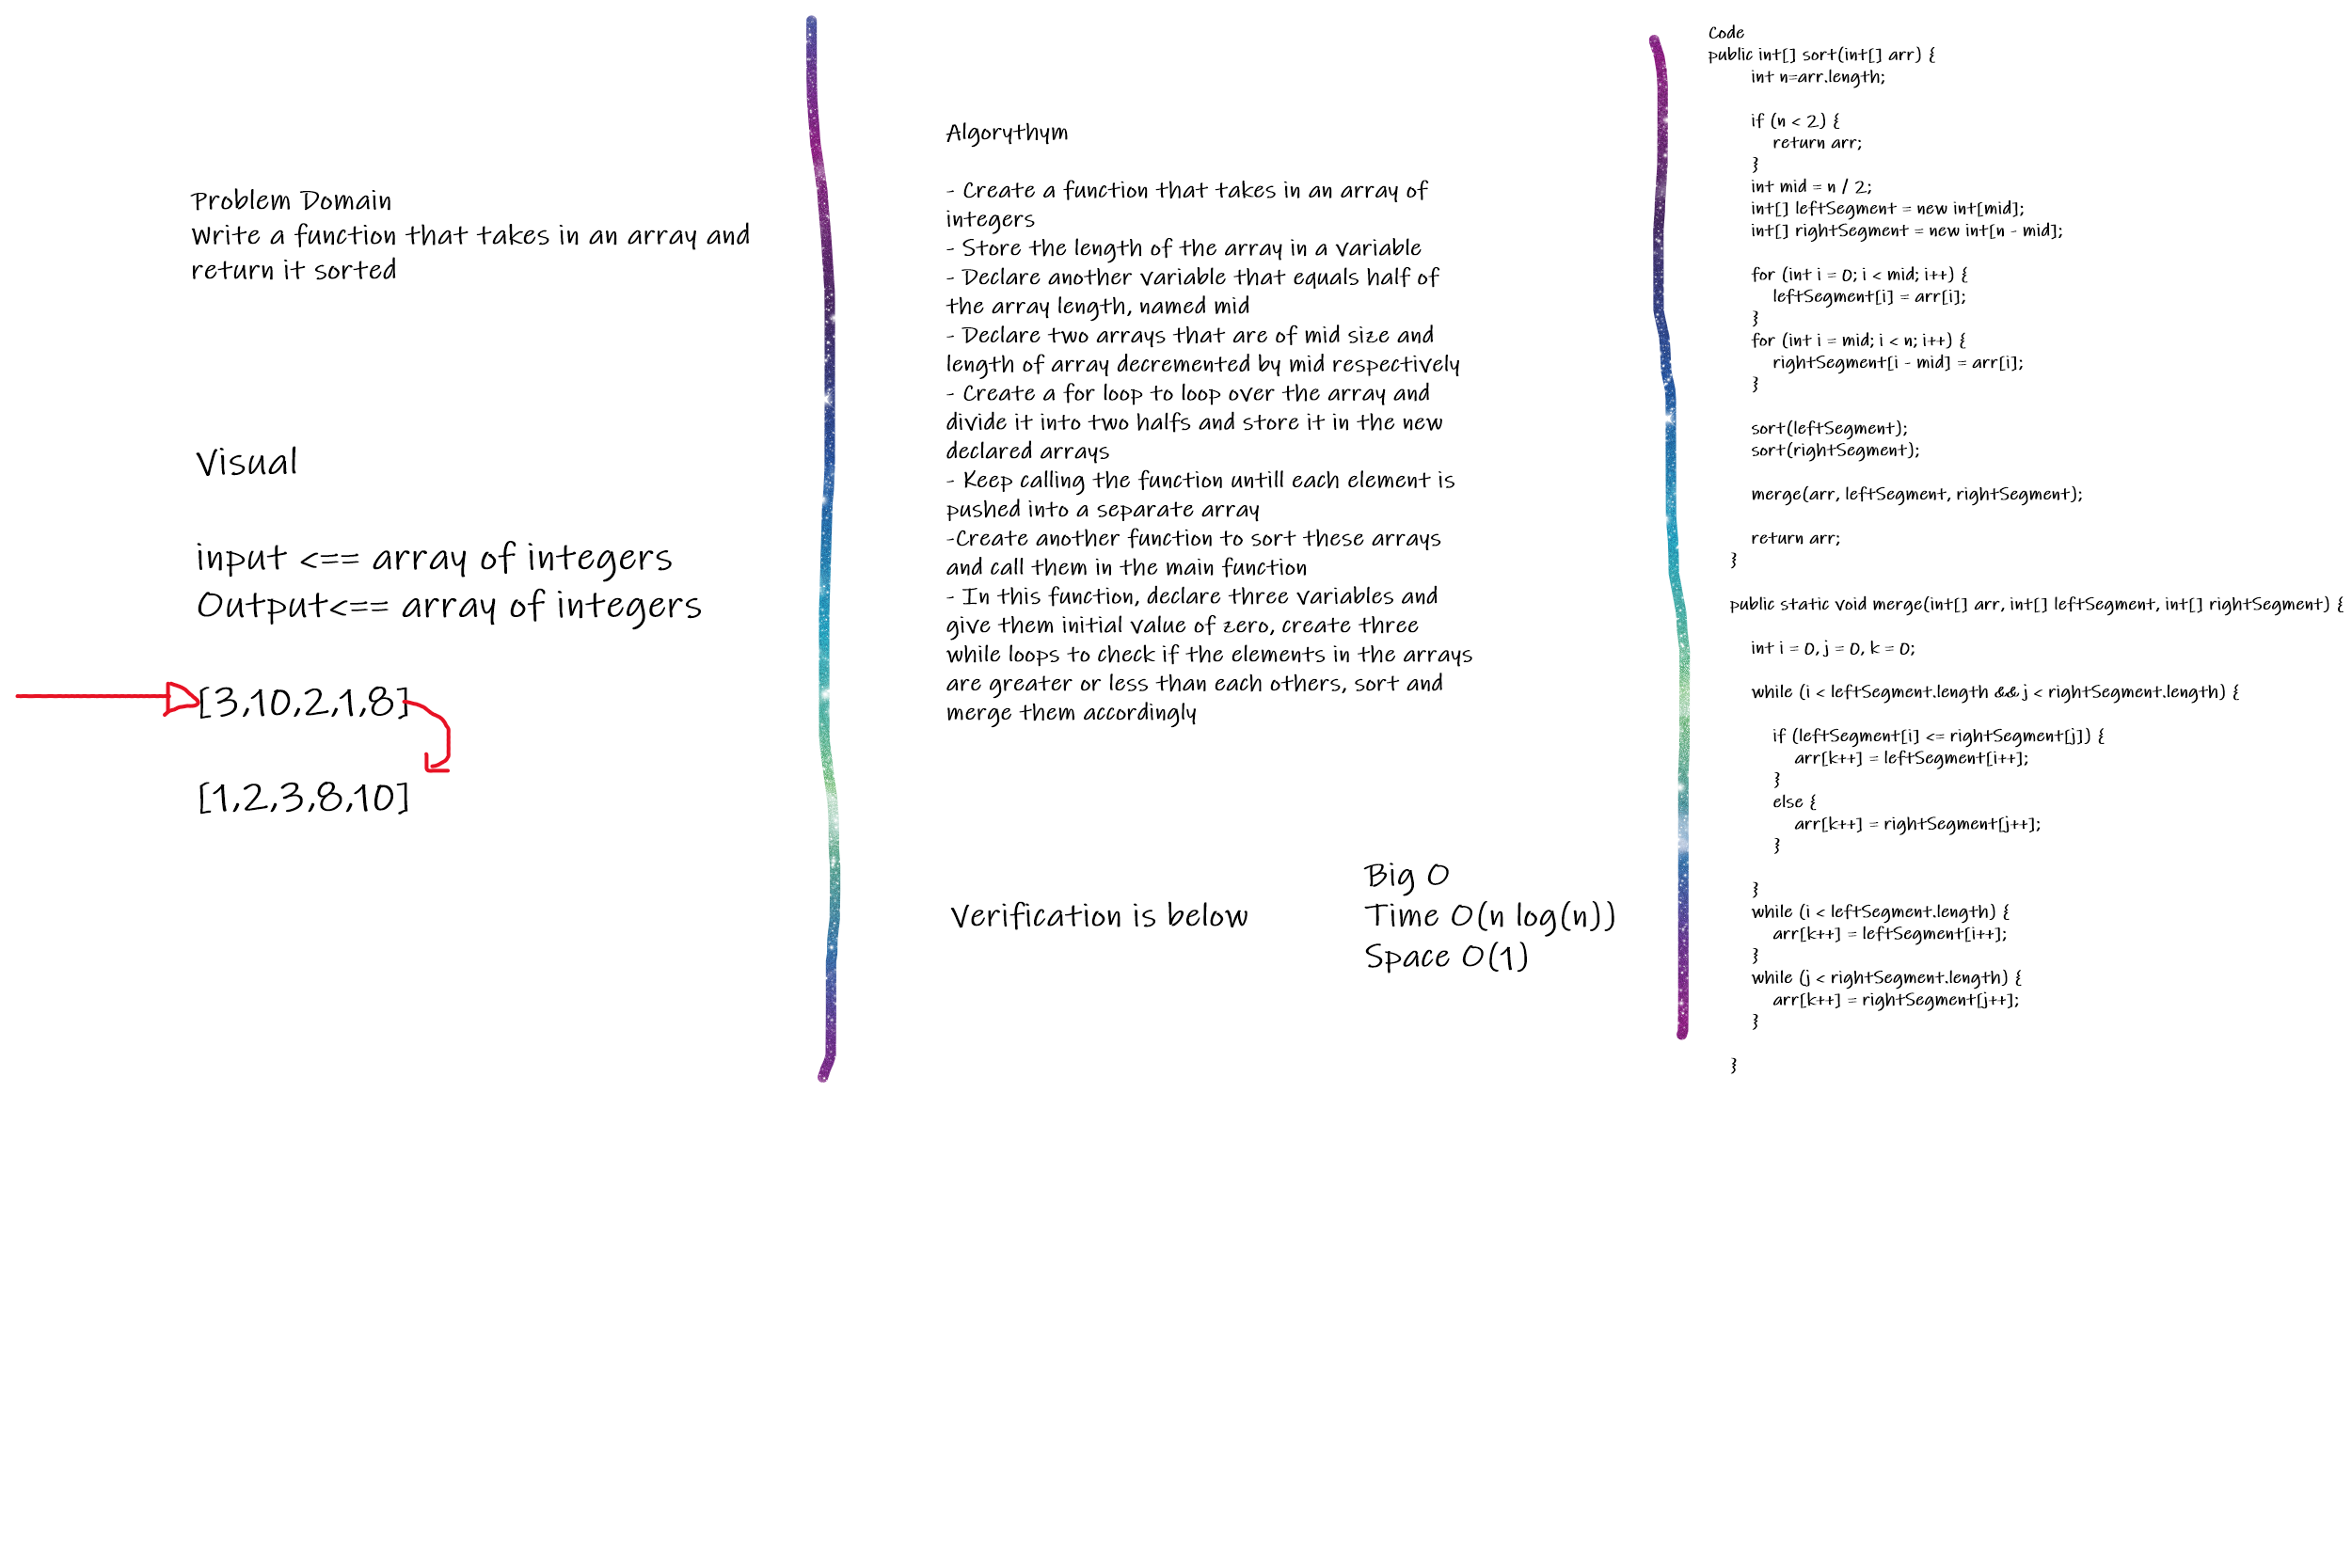 Problem Domain
Write a function that takes in an array and
return it sorted
Visual
input <== array of integers
Output<== array of integers
[3,10,2,1,8]
[1,2,3,8,10]
Algorythym
- Create a function that takes in an array of
integers
- Store the length of the array in a variable
- Declare another variable that equals half of
the array length, named mid
- Declare two arrays that are of mid size and
length of array decremented by mid respectively
- Create a for loop to loop over the array and
divide it into two halfs and store it in the new
declared arrays
- Keep calling the function untill each element is
pushed into a separate array
-Create another function to sort these arrays
and call them in the main function
- In this function, declare three variables and
give them initial value of zero, create three
while loops to check if the elements in the arrays
are greater or less than each others, sort and
merge them accordingly
Verification is below
Big O
Time O(n log(n))
Space O(1)
Code
public int[] sort(int[] arr) {
int n=arr.length;
if (n < 2) {
return arr;
}
int mid = n / 2;
int[] leftSegment = new int[mid];
int[] rightSegment = new int[n - mid];
for (int i = 0; i < mid; i++) {
leftSegment[i] = arr[i];
}
for (int i = mid; i < n; i++) {
rightSegment[i - mid] = arr[i];
}
sort(leftSegment);
sort(rightSegment);
merge(arr, leftSegment, rightSegment);
return arr;
}
public static void merge(int[] arr, int[] leftSegment, int[] rightSegment) {
int i = 0, j = 0, k = 0;
while (i < leftSegment.length && j < rightSegment.length) {
if (leftSegment[i] <= rightSegment[j]) {
arr[k++] = leftSegment[i++];
}
else {
arr[k++] = rightSegment[j++];
}
}
while (i < leftSegment.length) {
arr[k++] = leftSegment[i++];
}
while (j < rightSegment.length) {
arr[k++] = rightSegment[j++];
}
}